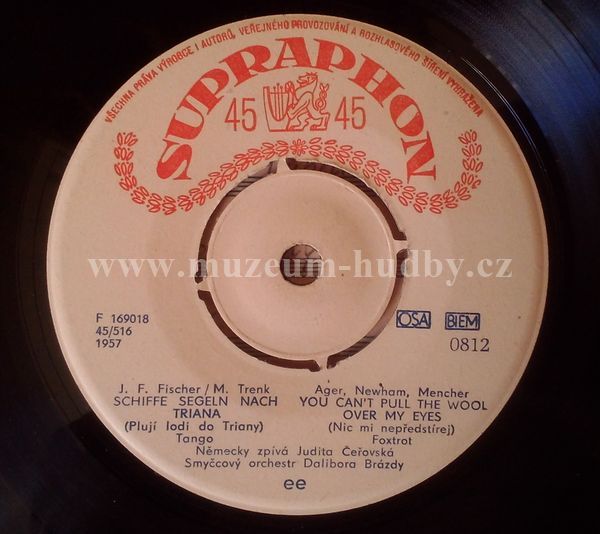 VŠECHNA PRÁVA VÝROBCE I AUTORŮ, VEŘEJNÉHO PROVOZOVÁNÍ A ROZHLASOVÉHO ŠÍŘENÍ VYHRAŽENA
SUPRAPHON
45 45
www.muzeum-hudby.cz
F 169018
45/516
1957
OSA BIEM
0812
J. F. Fischer/M. Trenk
SCHIFFE SEGELN NACH
TRIANA
(Plují lodi do Triany)
Tango
Ager, Newham, Mencher
YOU CAN'T PULL THE WOOL
OVER MY EYES
(Nic mi nepředstírej)
Foxtrot
Německy zpívá Judita Čeřovská
Smyčcový orchestr Dalibora Brázdy
ee